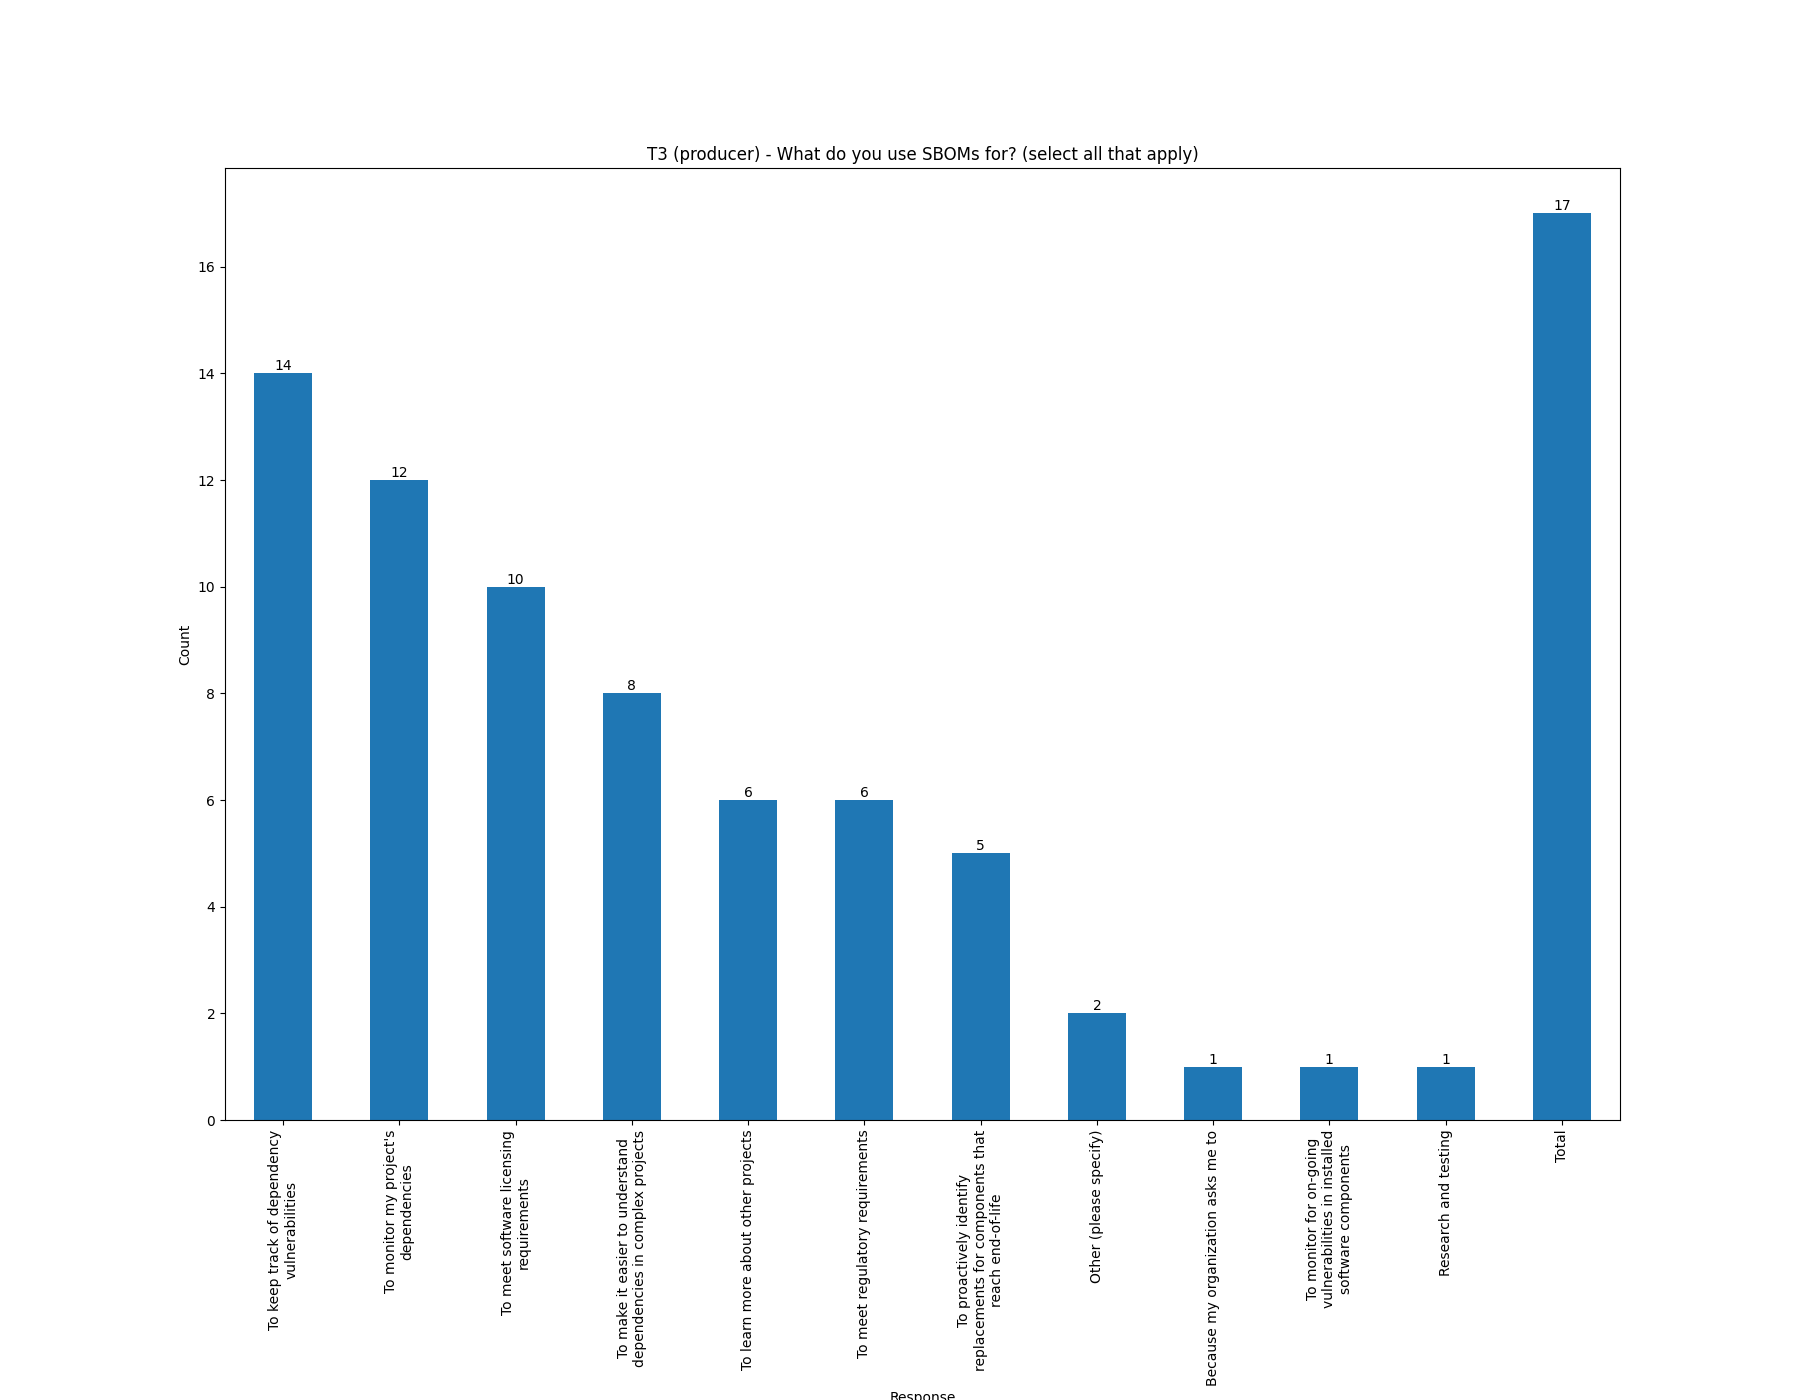 T3 (producer) - What do you use SBOMs for? (select all that apply)
Count
16
14
12
10
8
6
4
2
0
14
12
10
8
6
6
5
2
1
1
1
17
To keep track of dependency
vulnerabilities
To monitor my project's
dependencies
To meet software licensing
requirements
To make it easier to understand
dependencies in complex projects
To learn more about other projects
To meet regulatory requirements
To proactively identify
replacements for components that
reach end-of-life
Other (please specify)
Because my organization asks me to
To monitor for on-going
vulnerabilities in installed
software components
Research and testing
Total
Response